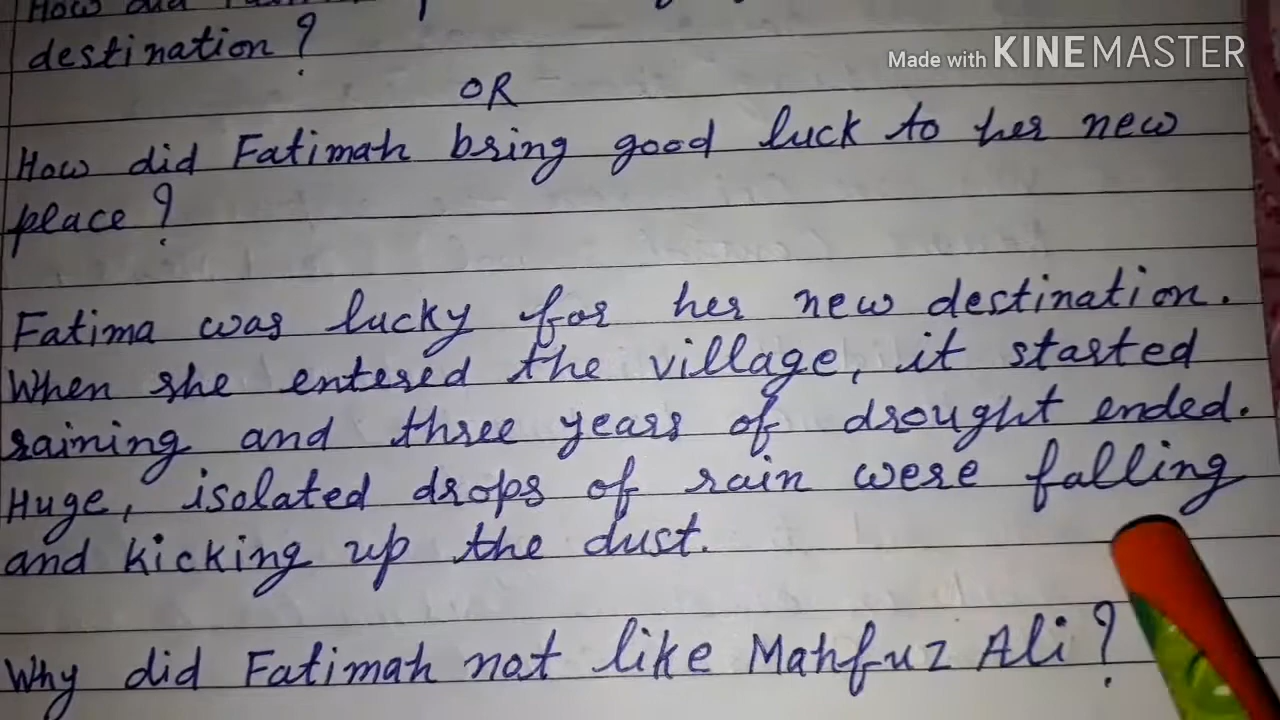 How did
destination?
Made with KINEMASTER
OR
How did Fatimah bring good luck to her new
place?
Fatima was lucky for her new destination.
When she entered the village, it started
raining and three years of drought ended.
Huge, isolated drops of rain were falling
and kicking up the dust.
Why did Fatimah not like Mahfuz Ali?